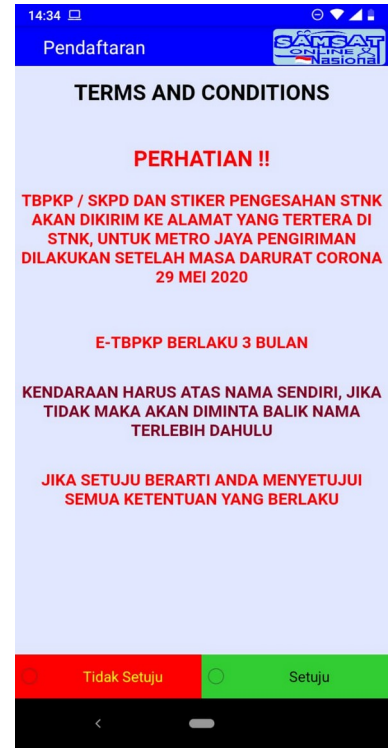 14:34
Pendaftaran
SAMSAT
ONLINE
Nasional
TERMS AND CONDITIONS
PERHATIAN !!
TBPKP / SKPD DAN STIKER PENGESAHAN STNK
AKAN DIKIRIM KE ALAMAT YANG TERTERA DI
STNK, UNTUK METRO JAYA PENGIRIMAN
DILAKUKAN SETELAH MASA DARURAT CORONA
29 MEI 2020
E-TBPKP BERLAKU 3 BULAN
KENDARAAN HARUS ATAS NAMA SENDIRI, JIKA
TIDAK MAKA AKAN DIMINTA BALIK NAMA
TERLEBIH DAHULU
JIKA SETUJU BERARTI ANDA MENYETUJUI
SEMUA KETENTUAN YANG BERLAKU
Tidak Setuju
Setuju